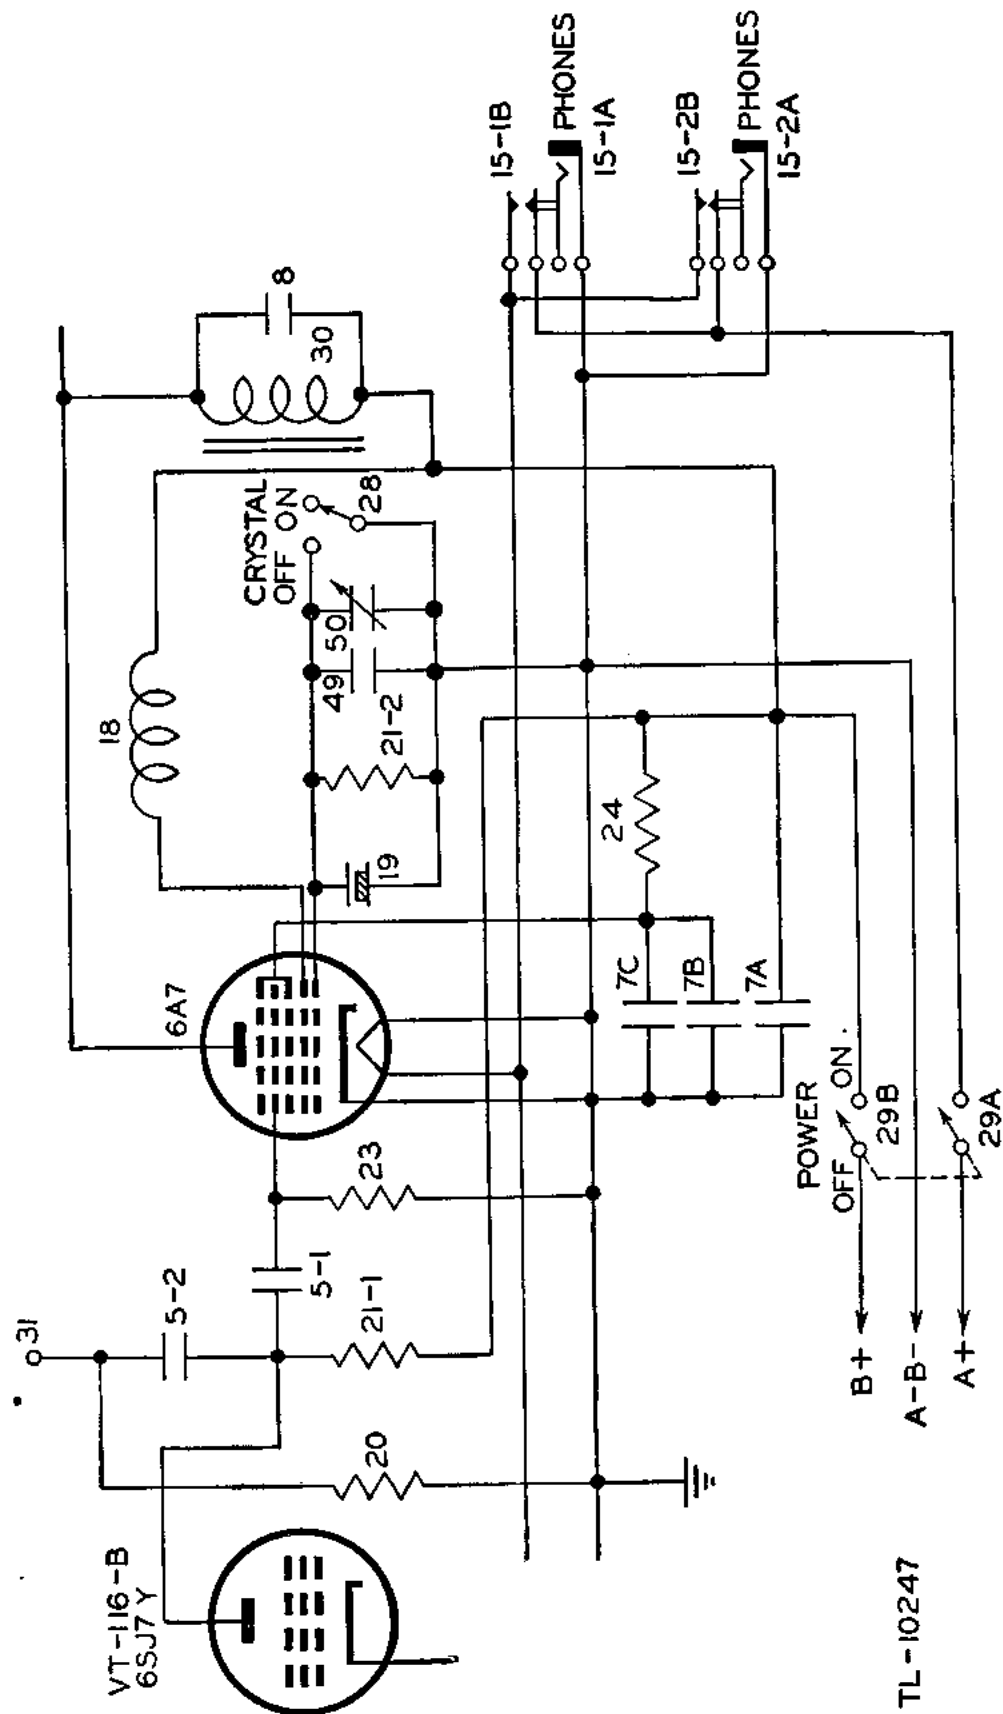 VT-116-B
6SJ7Y
31
5-2
5-1
20
21-1
23
6A7
18
19
21-2
49
50
CRYSTAL
OFF ON
28
30
8
24
7C
7B
7A
15-1B
PHONES
15-1A
15-2B
PHONES
15-2A
POWER
OFF ON
29B
29A
B+
A-B-
A+
TL-10247